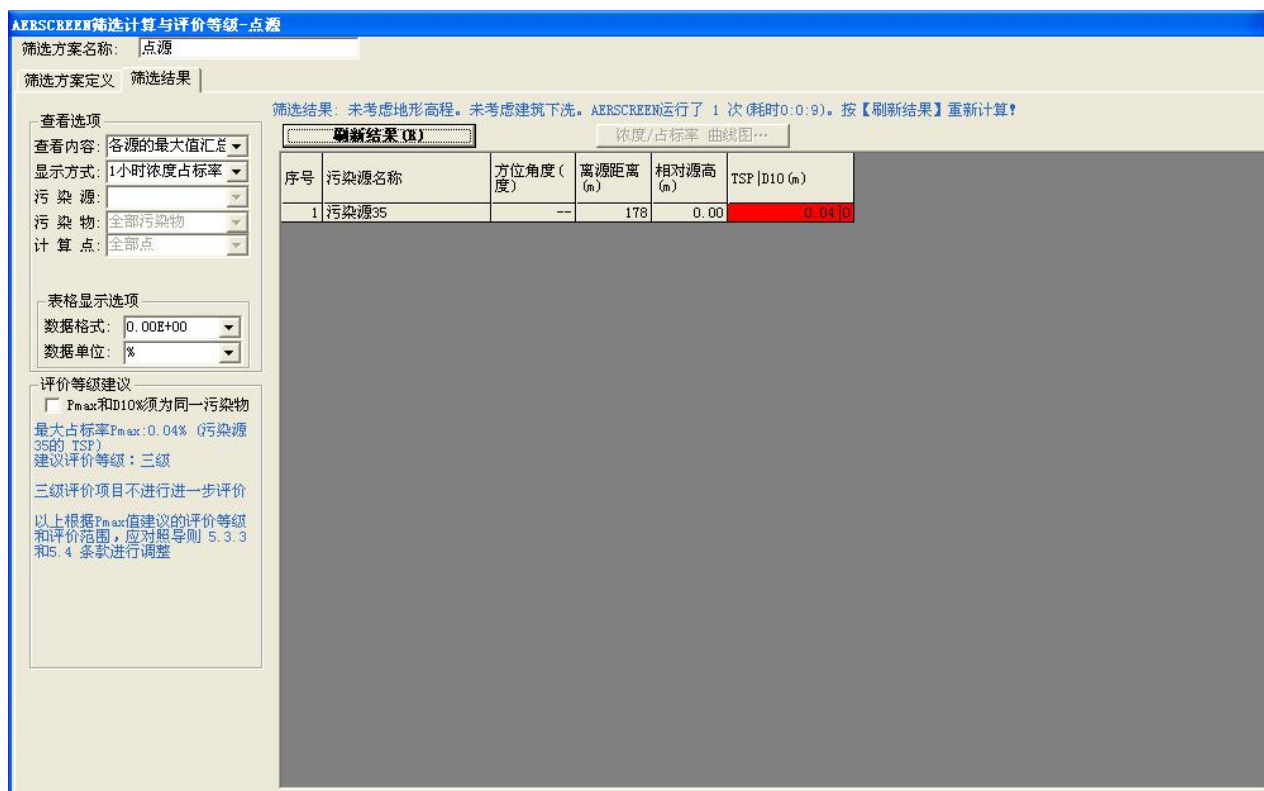 AERSCREEN筛选计算与评价等级-点源
筛选方案名称: 点源
筛选方案定义 筛选结果
筛选结果: 未考虑地形高程。未考虑建筑下洗。AERSCREEN运行了 1 次(耗时0:0:9)。按【刷新结果】重新计算!
查看选项
查看内容: 各源的最大值汇总
显示方式: 1小时浓度占标率
污 染 源:
污 染 物: 全部污染物
计 算 点: 全部点
表格显示选项
数据格式: 0.00E+00
数据单位: %
评价等级建议
Pmax和D10%须为同一污染物
最大占标率Pmax:0.04% (污染源
35的 TSP)
建议评价等级:三级
三级评价项目不进行进一步评价
以上根据Pmax值建议的评价等级
和评价范围,应对照导则 5.3.3
和5.4 条款进行调整
刷新结果(R) 浓度/占标率 曲线图…
序号 污染源名称 方位角度(度) 离源距离(m) 相对源高(m) TSP|D10(m)
1 污染源35 -- 178 0.00 0.04|0